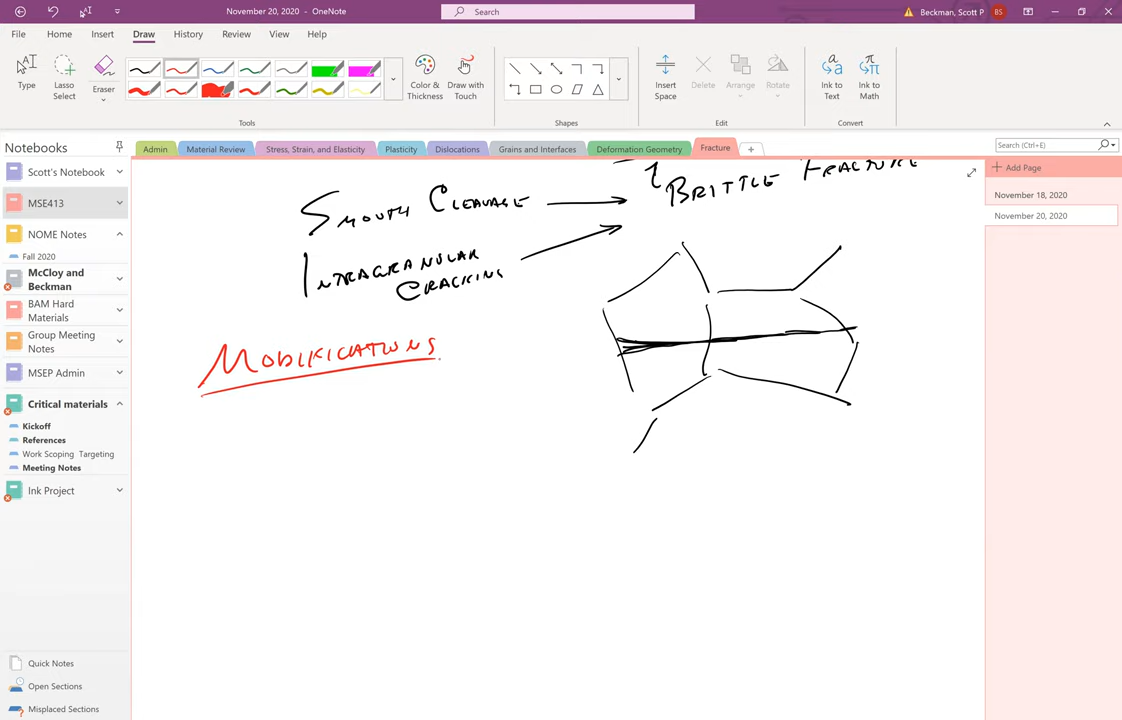 November 20, 2020 - OneNote
Search
Beckman, Scott P
BS
File Home Insert Draw History Review View Help
Type
Lasso Select
Eraser
Color & Thickness
Draw with Touch
Insert Space
Delete
Arrange
Rotate
Ink to Text
Ink to Math
Tools
Shapes
Edit
Convert
Notebooks
Admin Material Review Stress, Strain, and Elasticity Plasticity Dislocations Grains and Interfaces Deformation Geometry Fracture
Search (Ctrl+E)
Scott's Notebook
MSE413
NOME Notes
Fall 2020
McCloy and
Beckman
BAM Hard
Materials
Group Meeting
Notes
MSEP Admin
Critical materials
Kickoff
References
Work Scoping Targeting
Meeting Notes
Ink Project
Quick Notes
Open Sections
Misplaced Sections
BRITTLE FRACTURE
SMOUTH CLEAVAGE
INTRAGRANULAR
CRACKING
MODIFICATIONS
Add Page
November 18, 2020
November 20, 2020